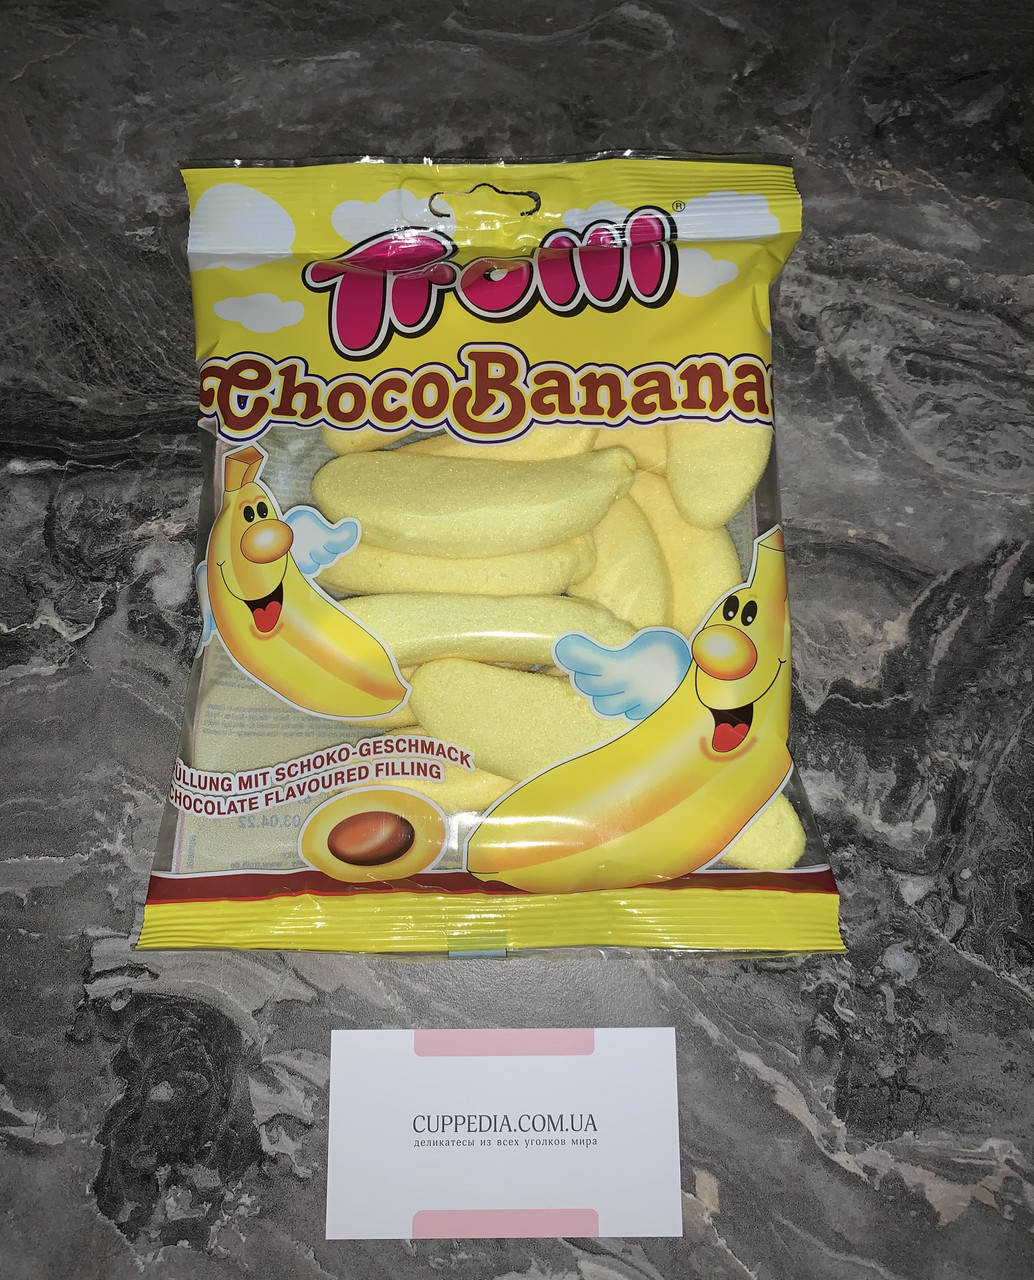 Trolli®
ChocoBanana
ÜLLUNG MIT SCHOKO-GESCHMACK
CHOCOLATE FLAVOURED FILLING
03.04.22
CUPPEDIA.COM.UA
деликатесы из всех уголков мира